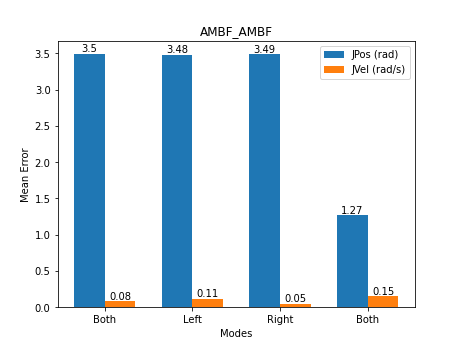 AMBF_AMBF
3.5
3.48
3.49
JPos (rad)
JVel (rad/s)
3.5
3.0
2.5
2.0
1.5
1.0
0.5
0.0
Mean Error
1.27
0.08
0.11
0.05
0.15
Both
Left
Right
Both
Modes